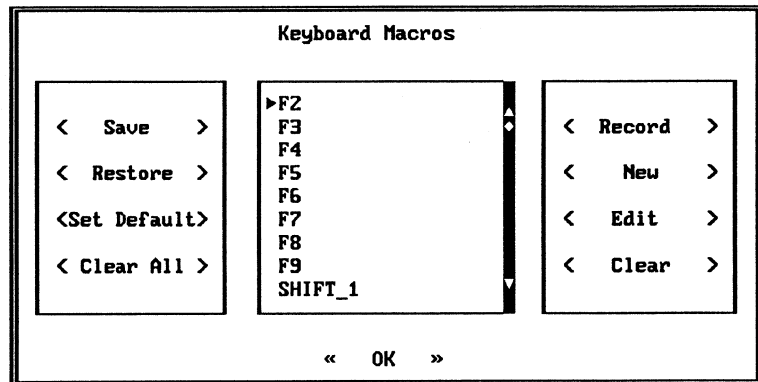 Keyboard Macros
< Save >
< Restore >
<Set Default>
< Clear All >
►F2
F3
F4
F5
F6
F7
F8
F9
SHIFT_1
< Record >
< New >
< Edit >
< Clear >
« OK »